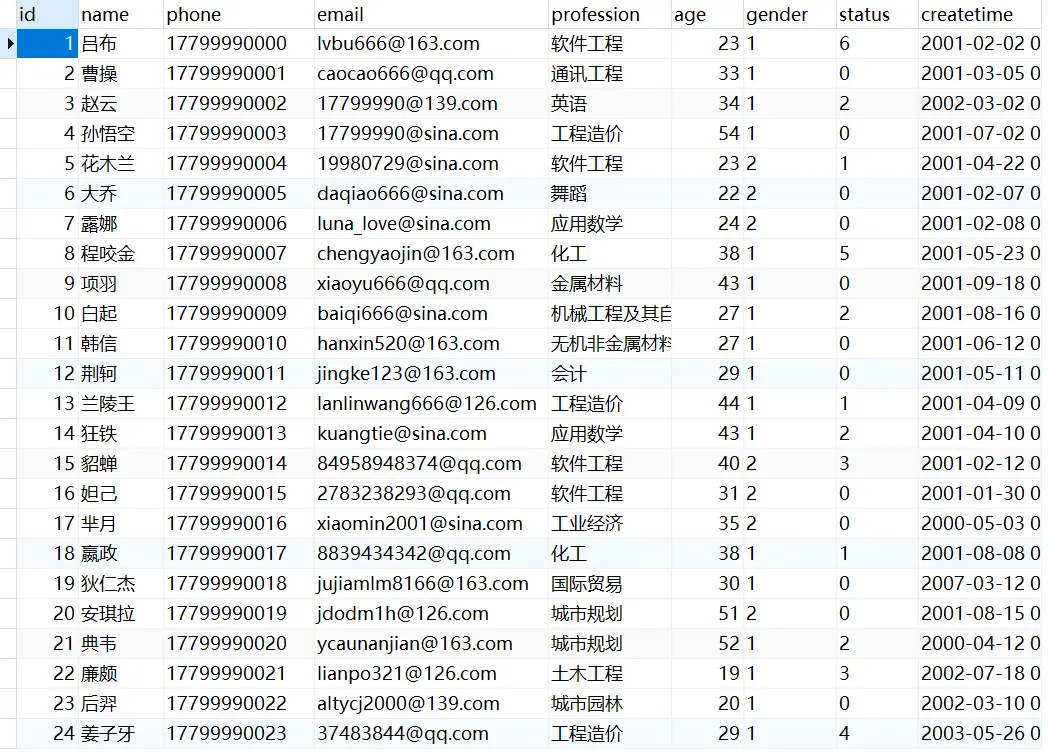 id name phone email profession age gender status createtime
1 吕布 17799990000 lvbu666@163.com 软件工程 23 1 6 2001-02-02 0
2 曹操 17799990001 caocao666@qq.com 通讯工程 33 1 0 2001-03-05 0
3 赵云 17799990002 17799990@139.com 英语 34 1 2 2002-03-02 0
4 孙悟空 17799990003 17799990@sina.com 工程造价 54 1 0 2001-07-02 0
5 花木兰 17799990004 19980729@sina.com 软件工程 23 2 1 2001-04-22 0
6 大乔 17799990005 daqiao666@sina.com 舞蹈 22 2 0 2001-02-07 0
7 露娜 17799990006 luna_love@sina.com 应用数学 24 2 0 2001-02-08 0
8 程咬金 17799990007 chengyaojin@163.com 化工 38 1 5 2001-05-23 0
9 项羽 17799990008 xiaoyu666@qq.com 金属材料 43 1 0 2001-09-18 0
10 白起 17799990009 baiqi666@sina.com 机械工程及其自 27 1 2 2001-08-16 0
11 韩信 17799990010 hanxin520@163.com 无机非金属材料 27 1 0 2001-06-12 0
12 荆轲 17799990011 jingke123@163.com 会计 29 1 0 2001-05-11 0
13 兰陵王 17799990012 lanlinwang666@126.com 工程造价 44 1 1 2001-04-09 0
14 狂铁 17799990013 kuangtie@sina.com 应用数学 43 1 2 2001-04-10 0
15 貂蝉 17799990014 84958948374@qq.com 软件工程 40 2 3 2001-02-12 0
16 妲己 17799990015 2783238293@qq.com 软件工程 31 2 0 2001-01-30 0
17 芈月 17799990016 xiaomin2001@sina.com 工业经济 35 2 0 2000-05-03 0
18 嬴政 17799990017 8839434342@qq.com 化工 38 1 1 2001-08-08 0
19 狄仁杰 17799990018 jujiamlm8166@163.com 国际贸易 30 1 0 2007-03-12 0
20 安琪拉 17799990019 jdodm1h@126.com 城市规划 51 2 0 2001-08-15 0
21 典韦 17799990020 ycaunanjian@163.com 城市规划 52 1 2 2000-04-12 0
22 廉颇 17799990021 lianpo321@126.com 土木工程 19 1 3 2002-07-18 0
23 后羿 17799990022 altycj2000@139.com 城市园林 20 1 0 2002-03-10 0
24 姜子牙 17799990023 37483844@qq.com 工程造价 29 1 4 2003-05-26 0